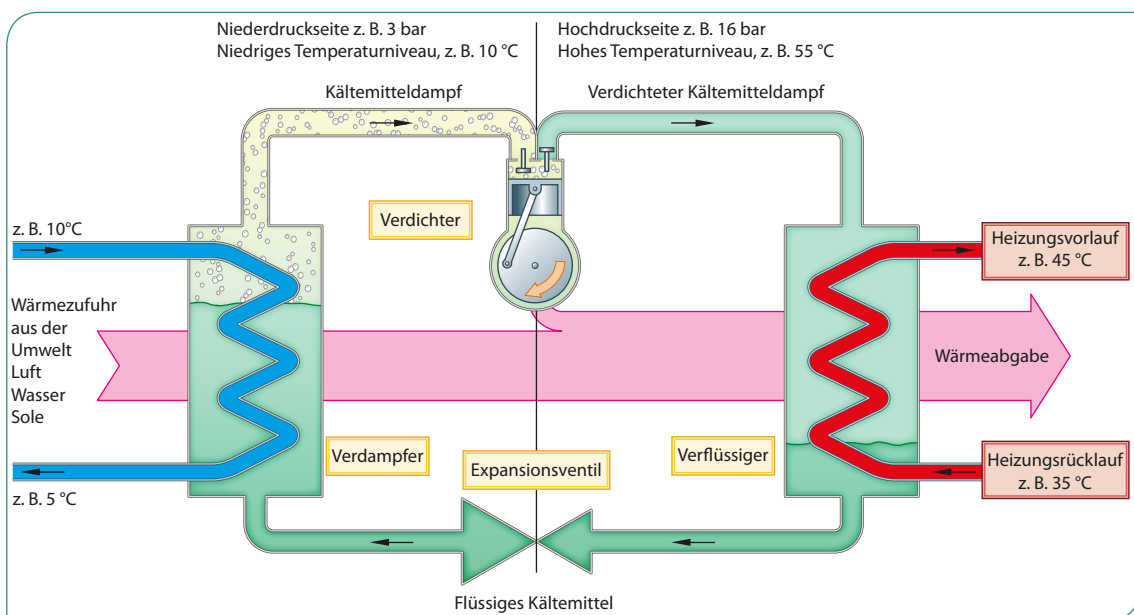 Niederdruckseite z. B. 3 bar
Niedriges Temperaturniveau, z. B. 10 °C
Hochdruckseite z. B. 16 bar
Hohes Temperaturniveau, z. B. 55 °C
Kältemitteldampf
Verdichteter Kältemitteldampf
Verdichter
z. B. 10°C
Heizungsvorlauf
z. B. 45 °C
Wärmezufuhr
aus der
Umwelt
Luft
Wasser
Sole
Wärmeabgabe
Verdampfer
Expansionsventil
Verflüssiger
Heizungsrücklauf
z. B. 35 °C
z. B. 5 °C
Flüssiges Kältemittel